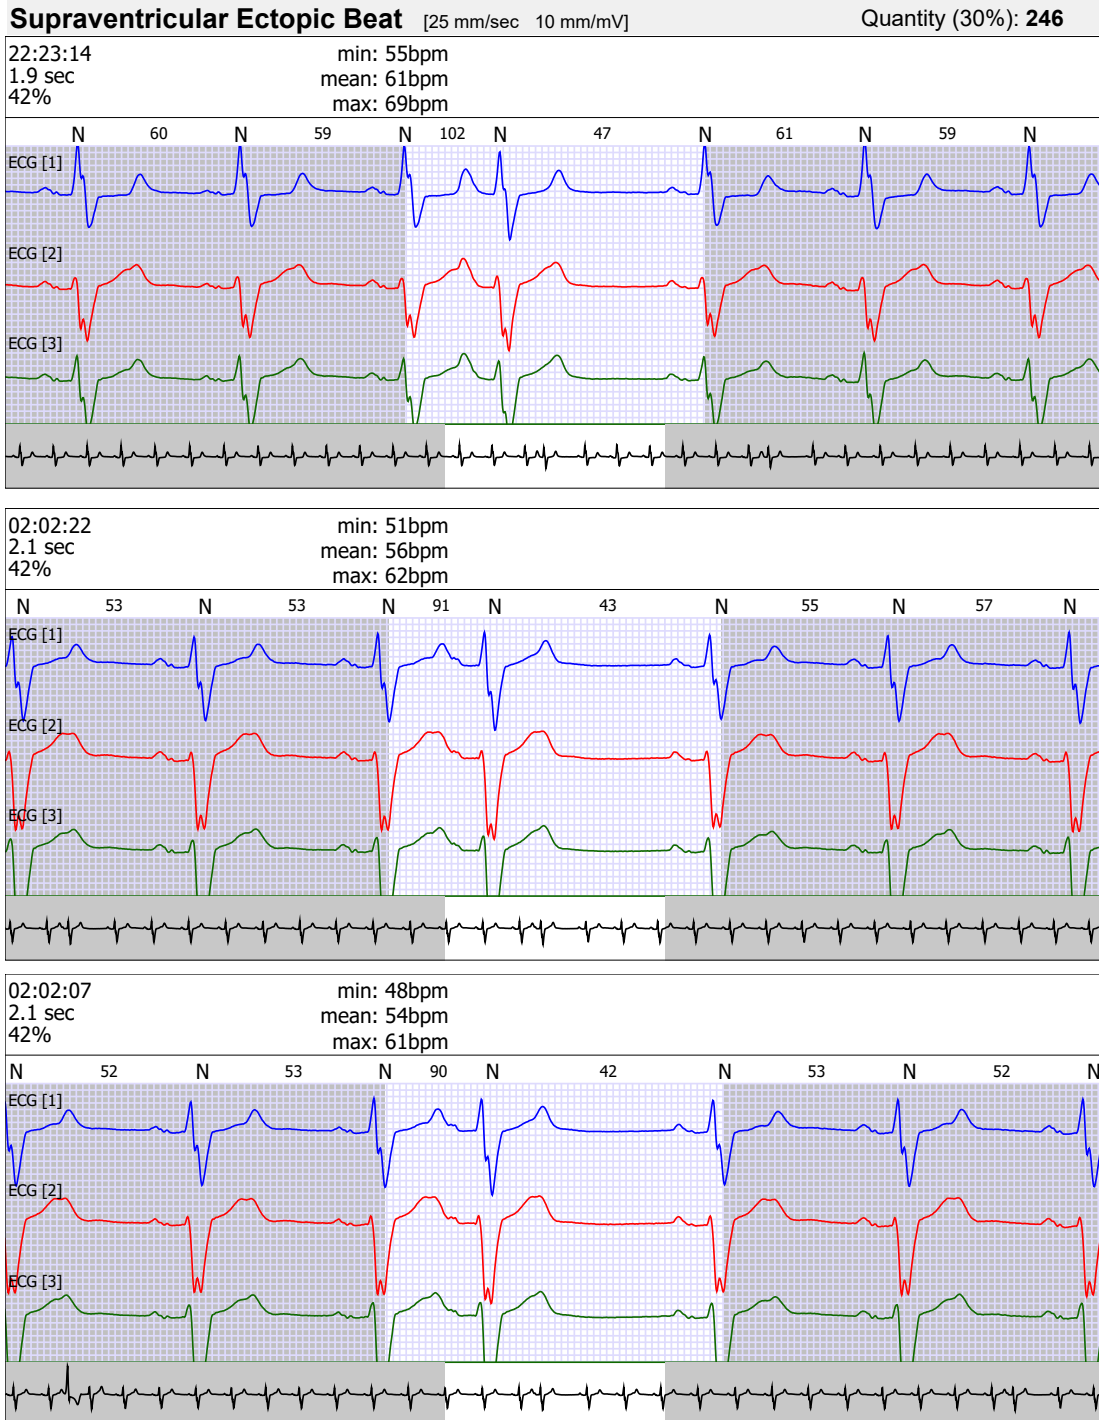 Supraventricular Ectopic Beat [25 mm/sec 10 mm/mV] Quantity (30%): 246
22:23:14 min: 55bpm
1.9 sec mean: 61bpm
42% max: 69bpm
N 60 N 59 N 102 N 47 N 61 N 59 N
ECG [1]
ECG [2]
ECG [3]
02:02:22 min: 51bpm
2.1 sec mean: 56bpm
42% max: 62bpm
N 53 N 53 N 91 N 43 N 55 N 57 N
ECG [1]
ECG [2]
ECG [3]
02:02:07 min: 48bpm
2.1 sec mean: 54bpm
42% max: 61bpm
N 52 N 53 N 90 N 42 N 53 N 52 N
ECG [1]
ECG [2]
ECG [3]